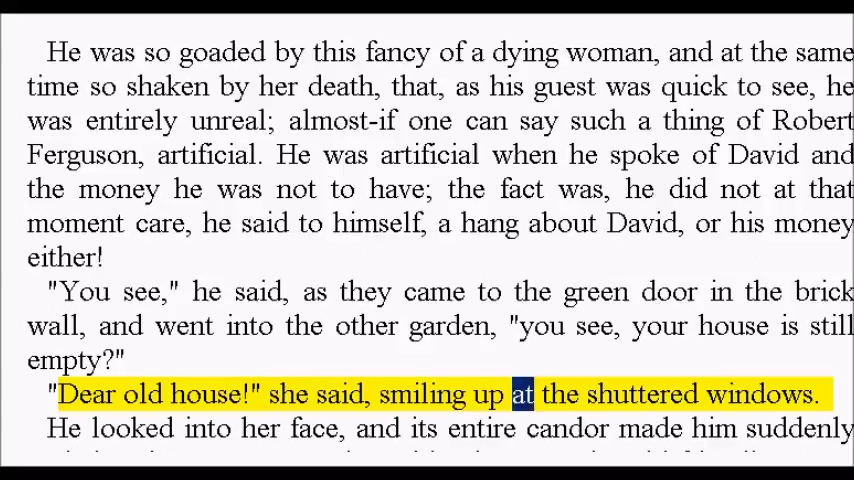 He was so goaded by this fancy of a dying woman, and at the same
time so shaken by her death, that, as his guest was quick to see, he
was entirely unreal; almost-if one can say such a thing of Robert
Ferguson, artificial. He was artificial when he spoke of David and
the money he was not to have; the fact was, he did not at that
moment care, he said to himself, a hang about David, or his money
either!
"You see," he said, as they came to the green door in the brick
wall, and went into the other garden, "you see, your house is still
empty?"
"Dear old house!" she said, smiling up at the shuttered windows.
He looked into her face, and its entire candor made him suddenly